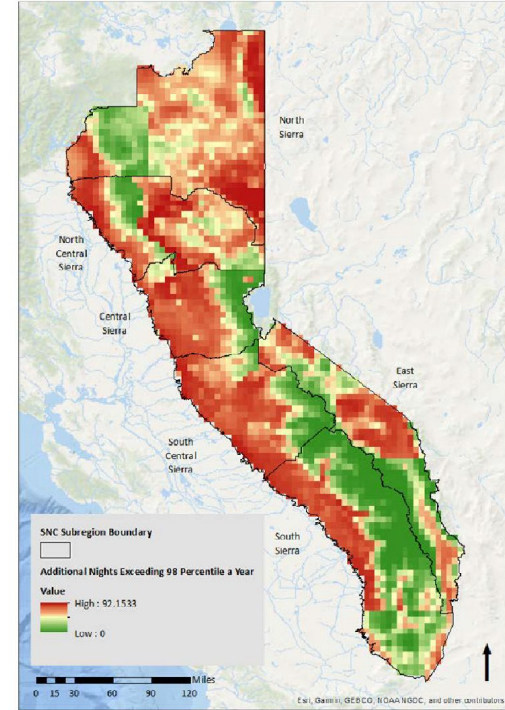 North
Sierra
North
Central
Sierra
Central
Sierra
East
Sierra
South
Central
Sierra
South
Sierra
SNC Subregion Boundary
Additional Nights Exceeding 98 Percentile a Year
Value
High : 92.1533
Low : 0
Miles
0 15 30 60 90 120
Esri, Garmin, GEBCO, NOAA NGDC, and other contributors